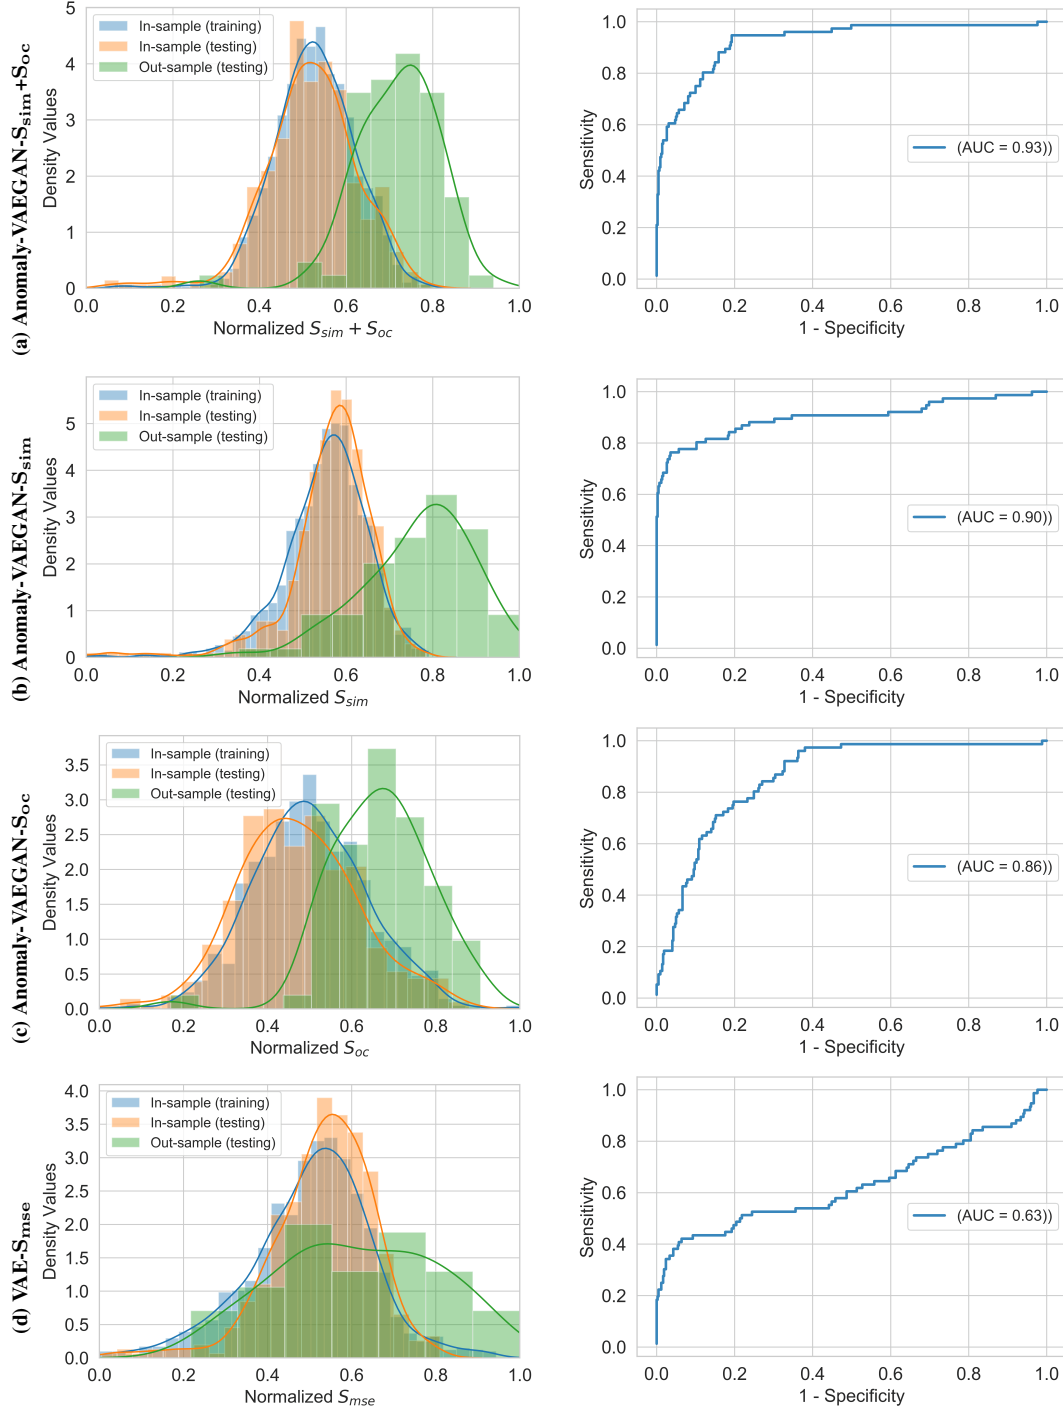 (a) Anomaly-VAEGAN-S_sim+S_oc
Density Values
5
4
3
2
1
0
In-sample (training)
In-sample (testing)
Out-sample (testing)
0.0 0.2 0.4 0.6 0.8 1.0
Normalized S_sim + S_oc
Sensitivity
1.0
0.8
0.6
0.4
0.2
0.0
(AUC = 0.93))
0.0 0.2 0.4 0.6 0.8 1.0
1 - Specificity
(b) Anomaly-VAEGAN-S_sim
Density Values
5
4
3
2
1
0
In-sample (training)
In-sample (testing)
Out-sample (testing)
0.0 0.2 0.4 0.6 0.8 1.0
Normalized S_sim
Sensitivity
1.0
0.8
0.6
0.4
0.2
0.0
(AUC = 0.90))
0.0 0.2 0.4 0.6 0.8 1.0
1 - Specificity
(c) Anomaly-VAEGAN-S_oc
Density Values
3.5
3.0
2.5
2.0
1.5
1.0
0.5
0.0
In-sample (training)
In-sample (testing)
Out-sample (testing)
0.0 0.2 0.4 0.6 0.8 1.0
Normalized S_oc
Sensitivity
1.0
0.8
0.6
0.4
0.2
0.0
(AUC = 0.86))
0.0 0.2 0.4 0.6 0.8 1.0
1 - Specificity
(d) VAE-S_mse
Density Values
4.0
3.5
3.0
2.5
2.0
1.5
1.0
0.5
0.0
In-sample (training)
In-sample (testing)
Out-sample (testing)
0.0 0.2 0.4 0.6 0.8 1.0
Normalized S_mse
Sensitivity
1.0
0.8
0.6
0.4
0.2
0.0
(AUC = 0.63))
0.0 0.2 0.4 0.6 0.8 1.0
1 - Specificity